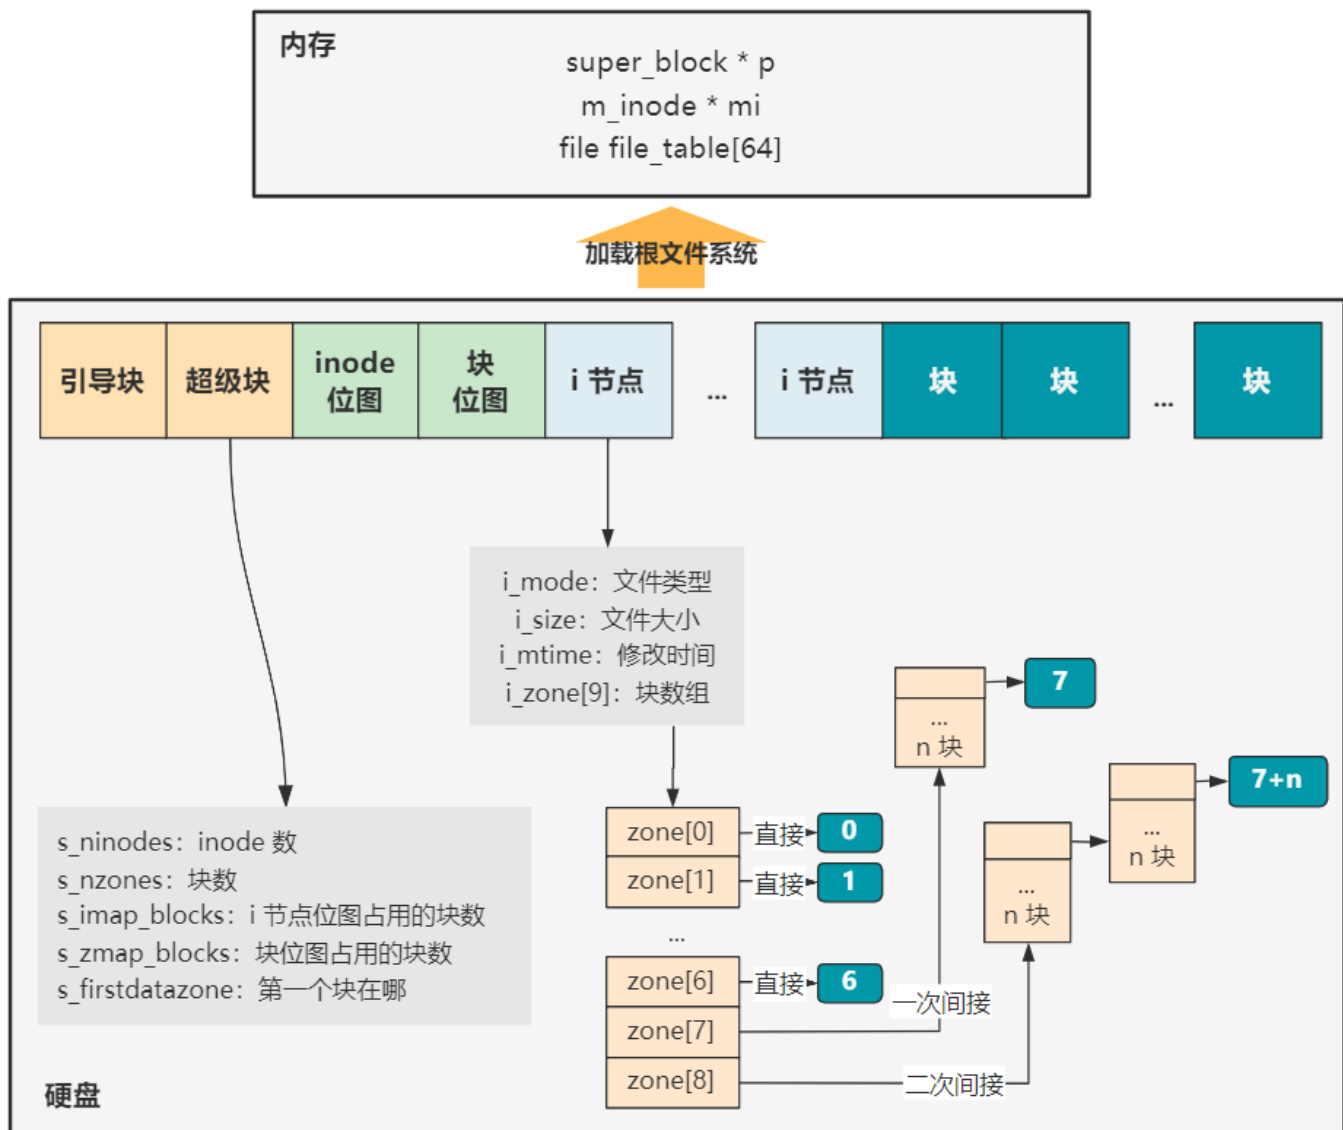 内存
super_block * p
m_inode * mi
file file_table[64]
加载根文件系统
引导块
超级块
inode
位图
块
位图
i 节点
...
i 节点
块
块
...
块
i_mode：文件类型
i_size：文件大小
i_mtime：修改时间
i_zone[9]：块数组
s_ninodes：inode 数
s_nzones：块数
s_imap_blocks：i 节点位图占用的块数
s_zmap_blocks：块位图占用的块数
s_firstdatazone：第一个块在哪
zone[0]
直接
0
zone[1]
直接
1
...
zone[6]
直接
6
zone[7]
一次间接
...
n 块
7
zone[8]
二次间接
...
n 块
...
n 块
7+n
硬盘